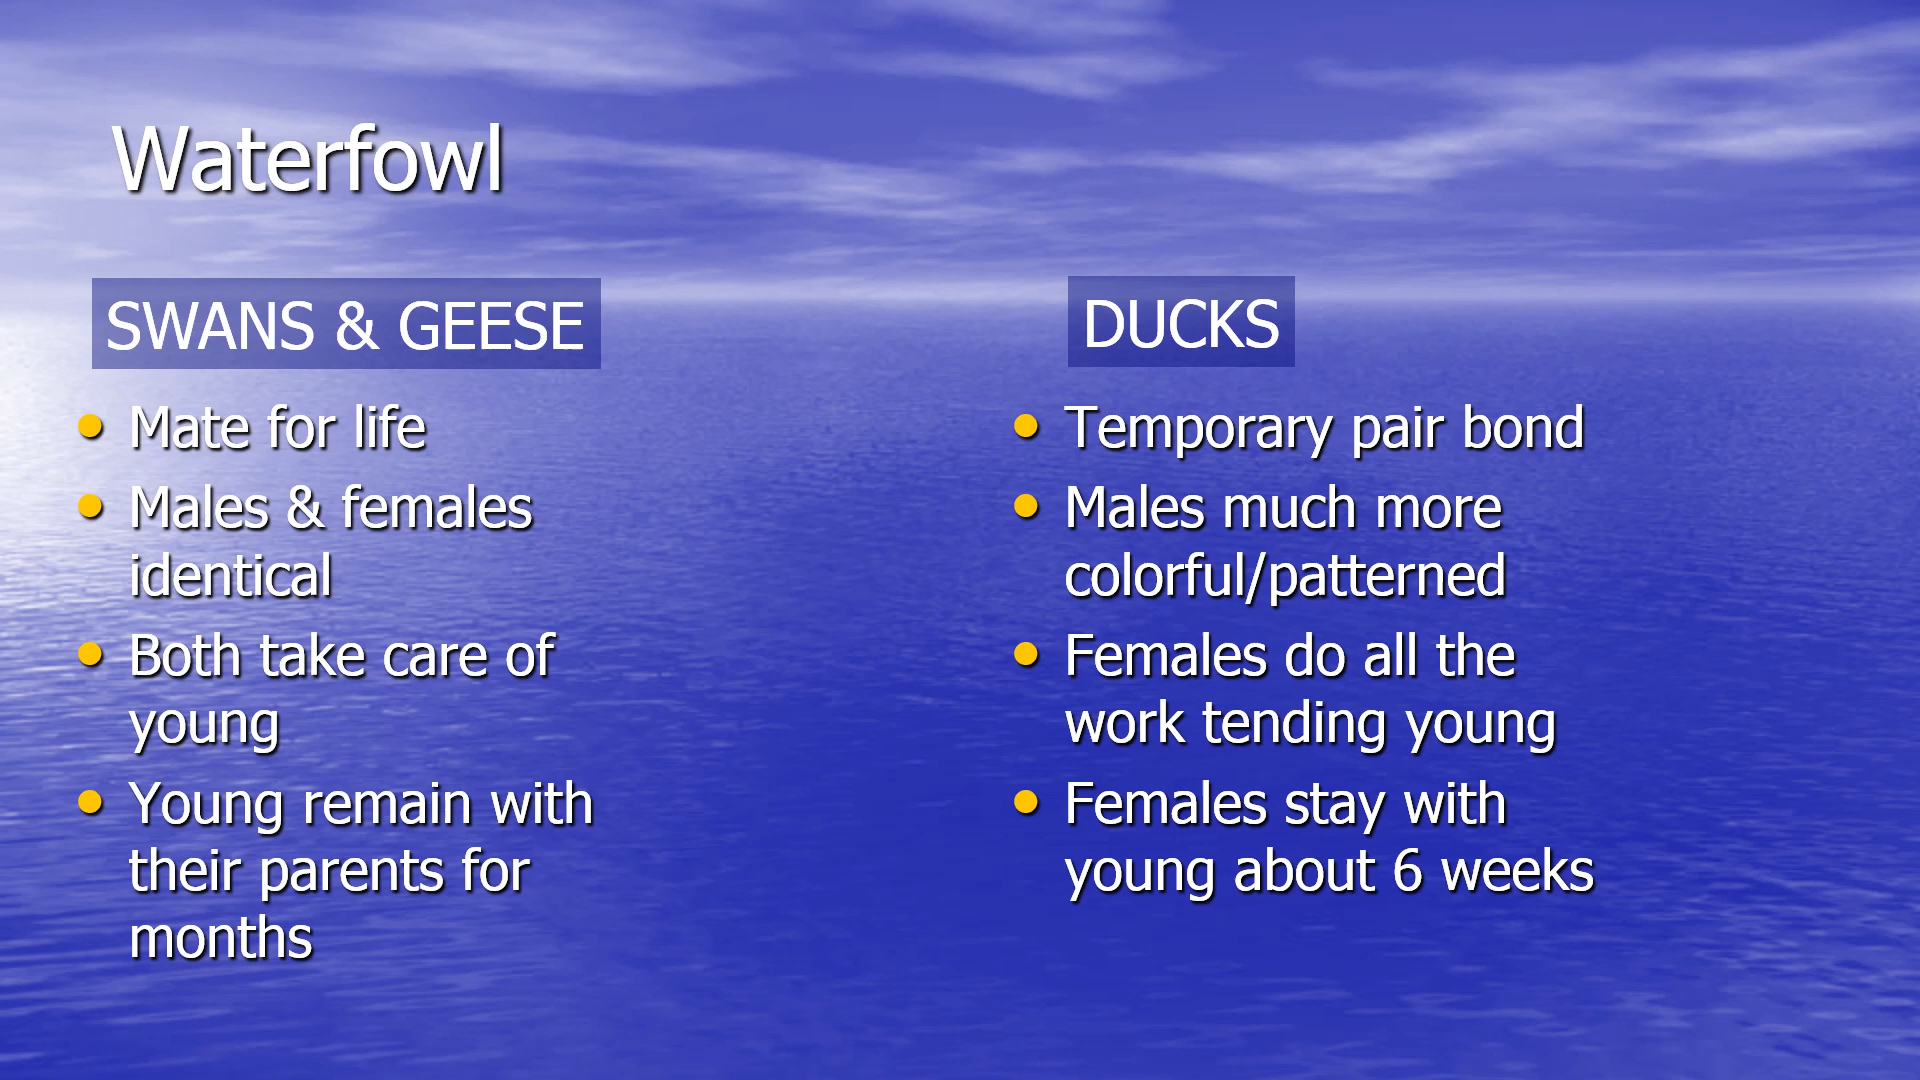 Waterfowl
SWANS & GEESE
• Mate for life
• Males & females
identical
• Both take care of
young
• Young remain with
their parents for
months
DUCKS
• Temporary pair bond
• Males much more
colorful/patterned
• Females do all the
work tending young
• Females stay with
young about 6 weeks